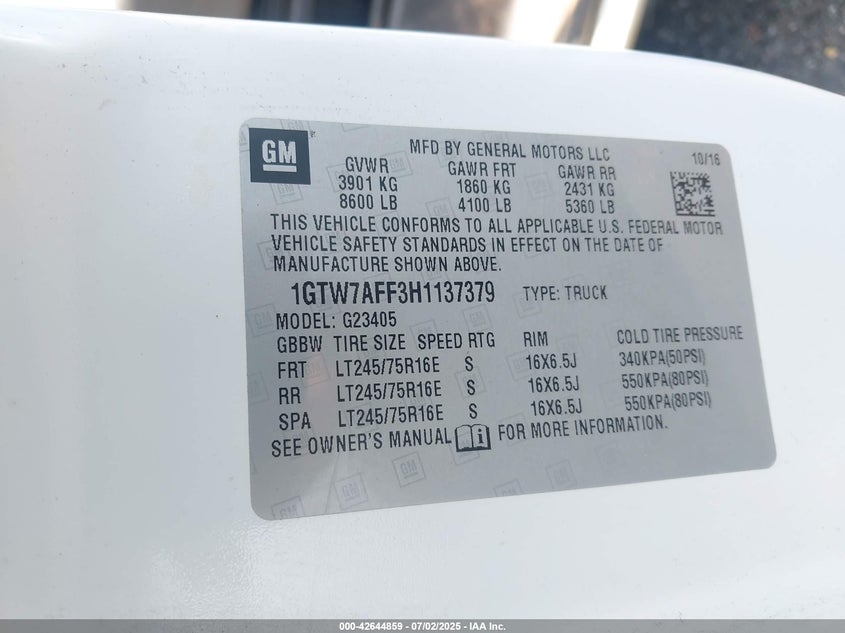 GM
MFD BY GENERAL MOTORS LLC 10/16
GVWR GAWR FRT GAWR RR
3901 KG 1860 KG 2431 KG
8600 LB 4100 LB 5360 LB
THIS VEHICLE CONFORMS TO ALL APPLICABLE U.S. FEDERAL MOTOR
VEHICLE SAFETY STANDARDS IN EFFECT ON THE DATE OF
MANUFACTURE SHOWN ABOVE.
1GTW7AFF3H1137379 TYPE: TRUCK
MODEL: G23405
GBBW TIRE SIZE SPEED RTG RIM COLD TIRE PRESSURE
FRT LT245/75R16E S 16X6.5J 340KPA(50PSI)
RR LT245/75R16E S 16X6.5J 550KPA(80PSI)
SPA LT245/75R16E S 16X6.5J 550KPA(80PSI)
SEE OWNER'S MANUAL FOR MORE INFORMATION.
000-42644859 - 07/02/2025 - IAA Inc.